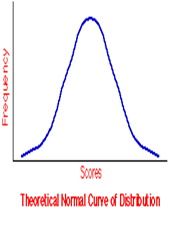 Frequency
Scores
Theoretical Normal Curve of Distribution